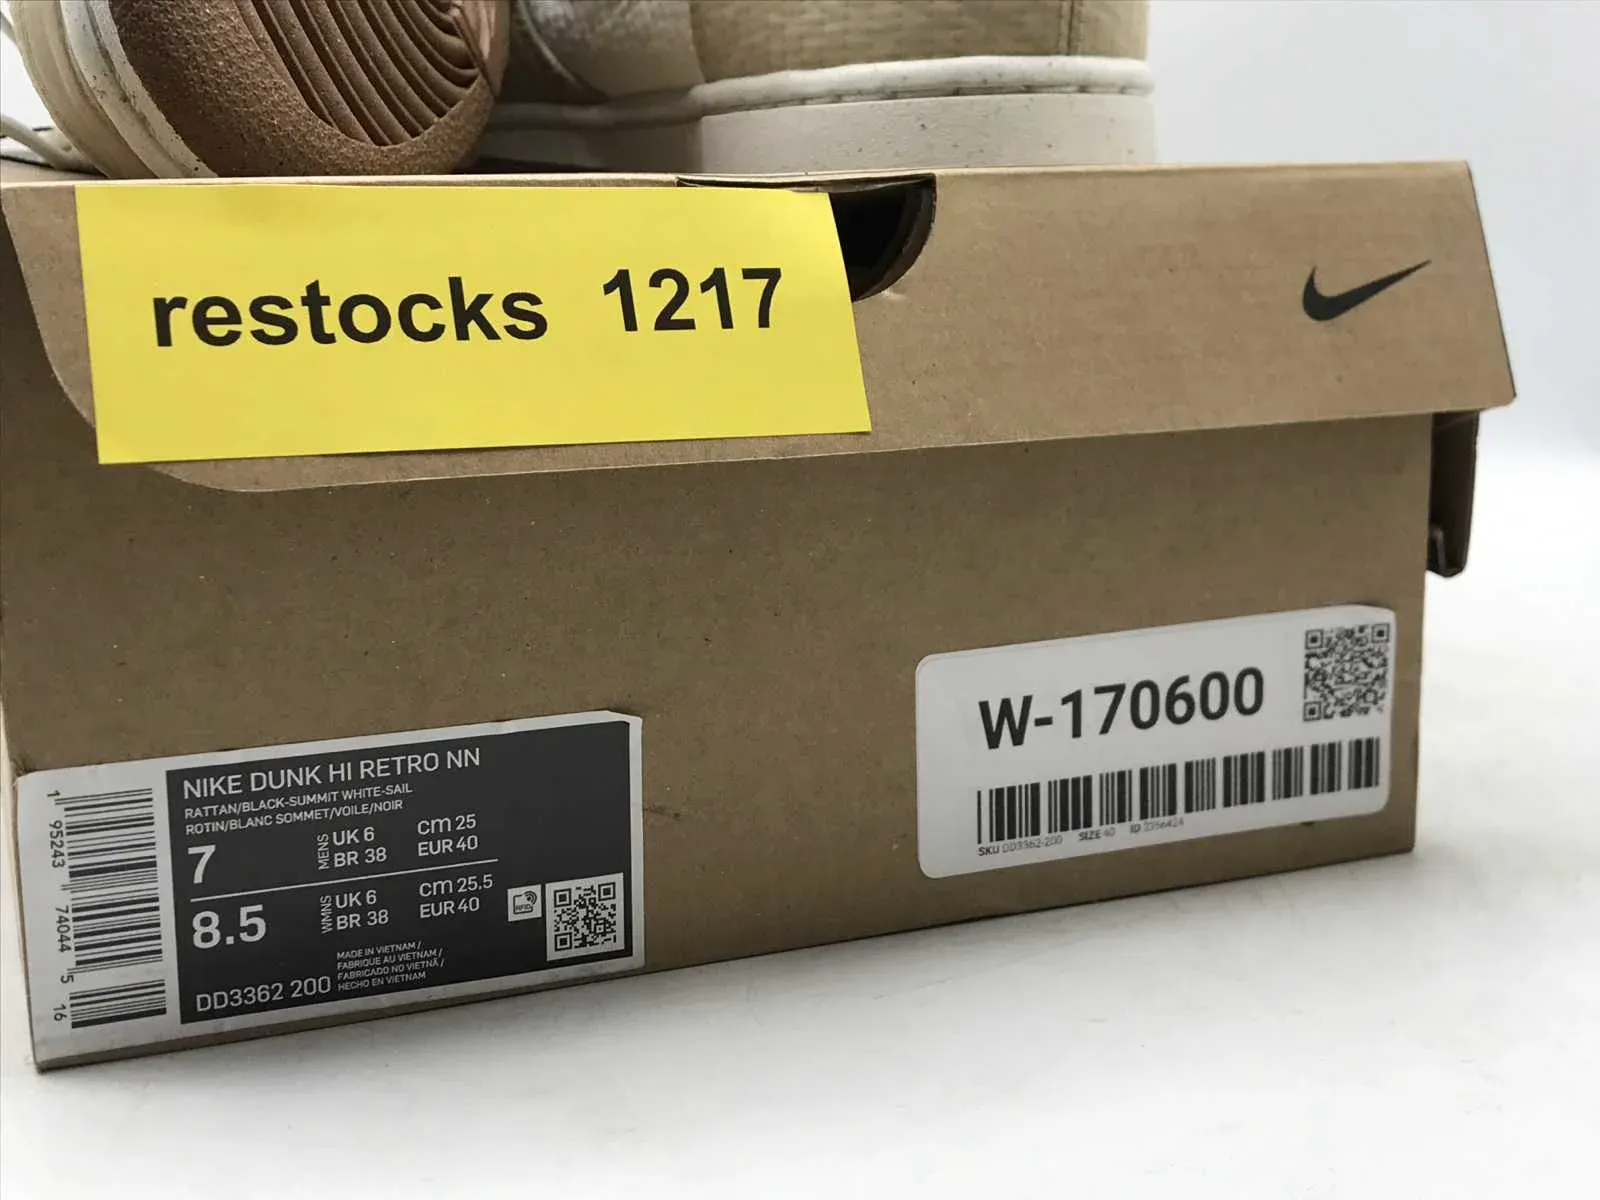 restocks 1217
W-170600
SKU DD3362-200 SIZE 40 ID 2356424
NIKE DUNK HI RETRO NN
RATTAN/BLACK-SUMMIT WHITE-SAIL
ROTIN/BLANC SOMMET/VOILE/NOIR
7 MENS UK 6 CM 25
BR 38 EUR 40
8.5 WMNS UK 6 CM 25.5
BR 38 EUR 40
RFID
MADE IN VIETNAM /
FABRIQUE AU VIETNAM /
FABRICADO NO VIETNÃ /
HECHO EN VIETNAM
DD3362 200
1 95243 74044 5 16